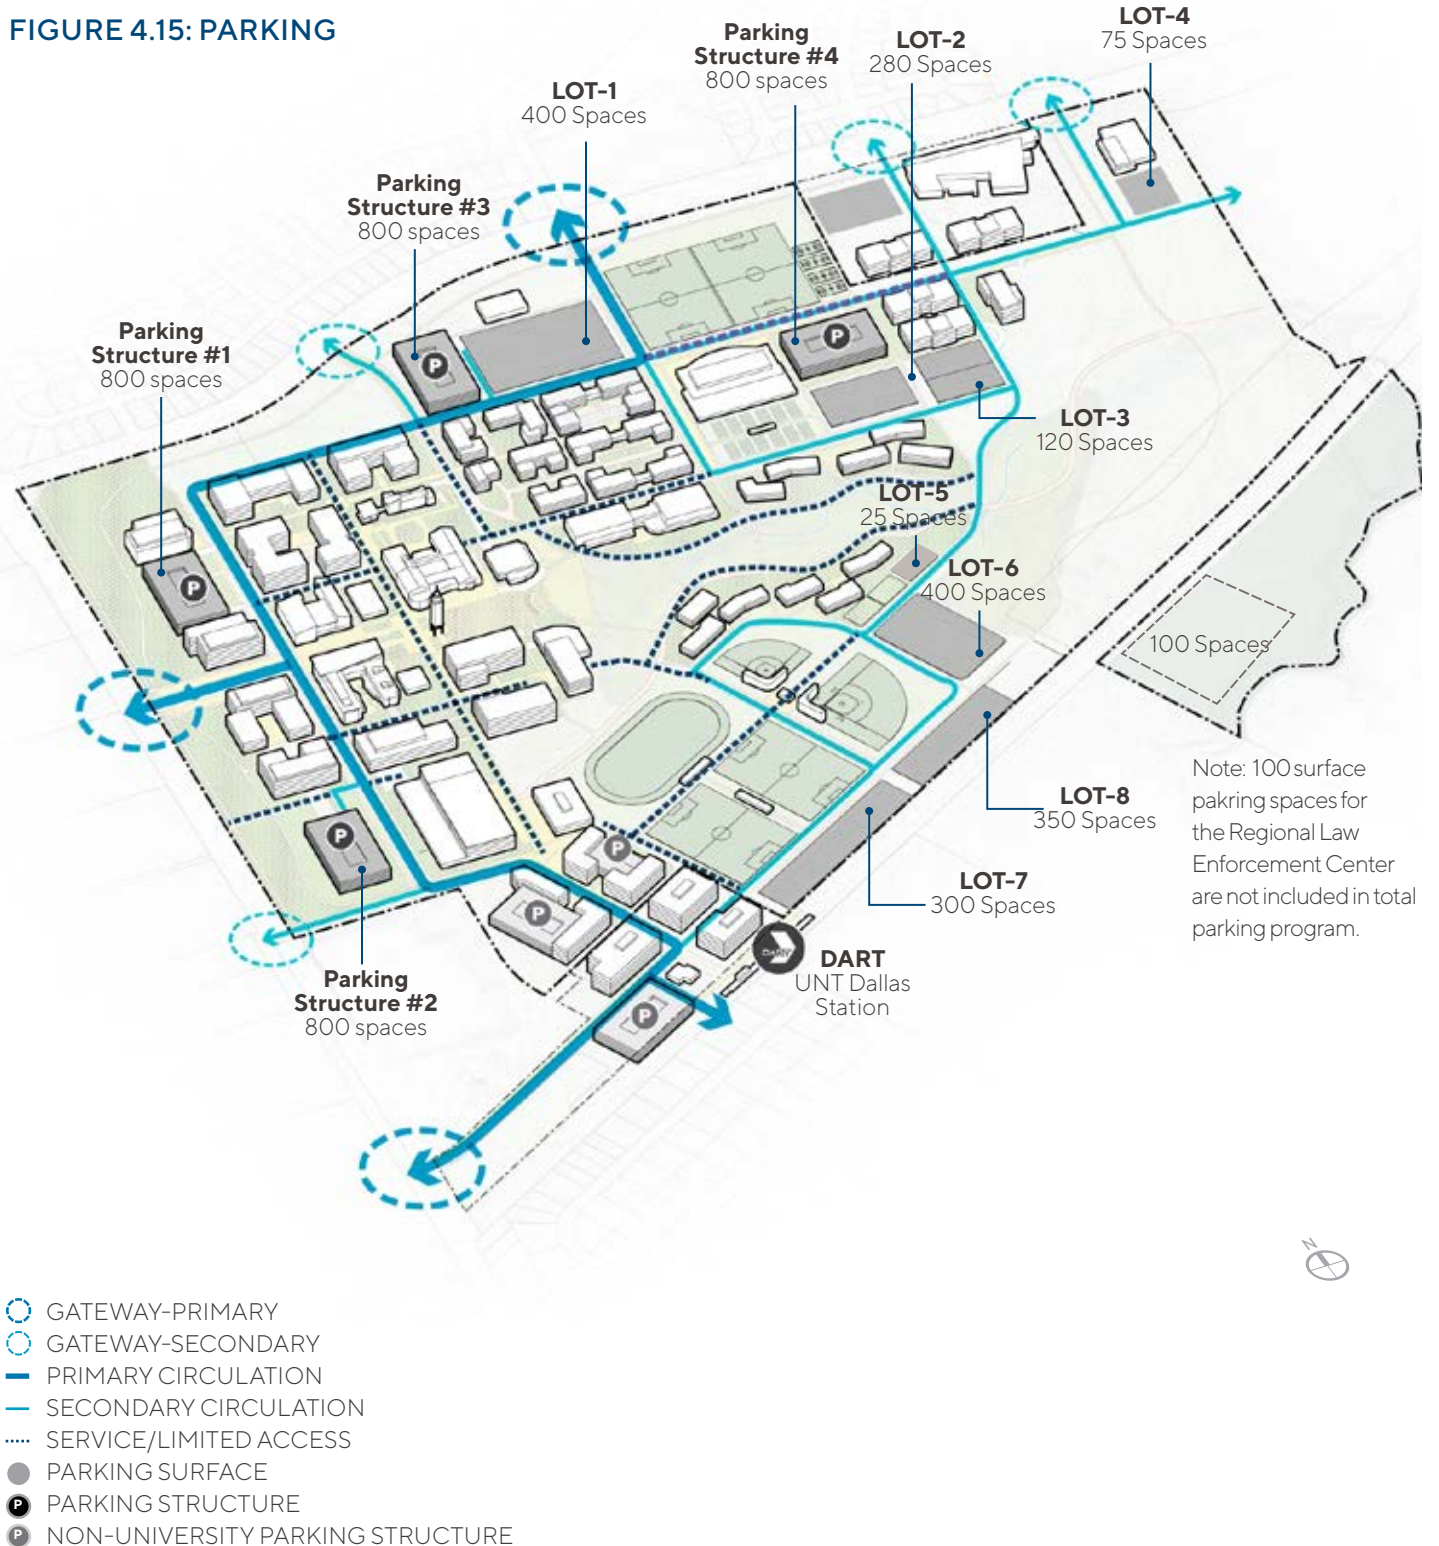 FIGURE 4.15: PARKING
LOT-4
75 Spaces
Parking
Structure #4
800 spaces
LOT-2
280 Spaces
LOT-1
400 Spaces
Parking
Structure #3
800 spaces
Parking
Structure #1
800 spaces
P
P
P
LOT-3
120 Spaces
LOT-5
25 Spaces
LOT-6
400 Spaces
100 Spaces
Note: 100 surface
pakring spaces for
the Regional Law
Enforcement Center
are not included in total
parking program.
LOT-8
350 Spaces
LOT-7
300 Spaces
P
P
P
P
DART
DART
UNT Dallas
Station
Parking
Structure #2
800 spaces
N
GATEWAY-PRIMARY
GATEWAY-SECONDARY
PRIMARY CIRCULATION
SECONDARY CIRCULATION
SERVICE/LIMITED ACCESS
PARKING SURFACE
P PARKING STRUCTURE
P NON-UNIVERSITY PARKING STRUCTURE